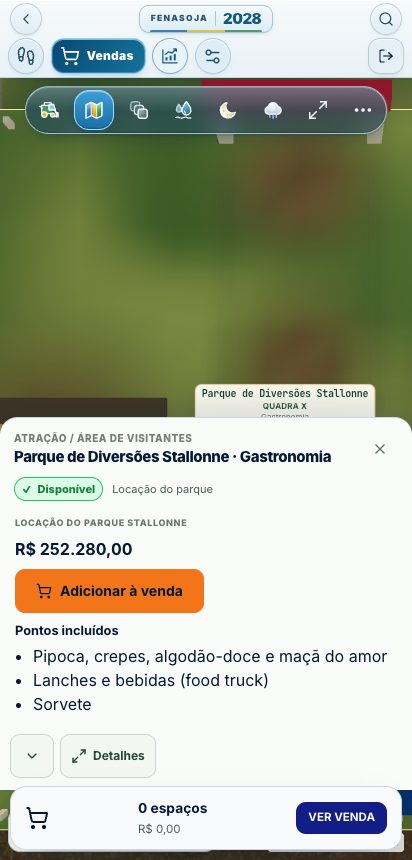 FENASOJA 2028
Vendas
Parque de Diversões Stallonne
QUADRA X
Gastronomia
ATRAÇÃO / ÁREA DE VISITANTES
Parque de Diversões Stallonne · Gastronomia
Disponível Locação do parque
LOCAÇÃO DO PARQUE STALLONNE
R$ 252.280,00
Adicionar à venda
Pontos incluídos
• Pipoca, crepes, algodão-doce e maçã do amor
• Lanches e bebidas (food truck)
• Sorvete
Detalhes
0 espaços
R$ 0,00
VER VENDA